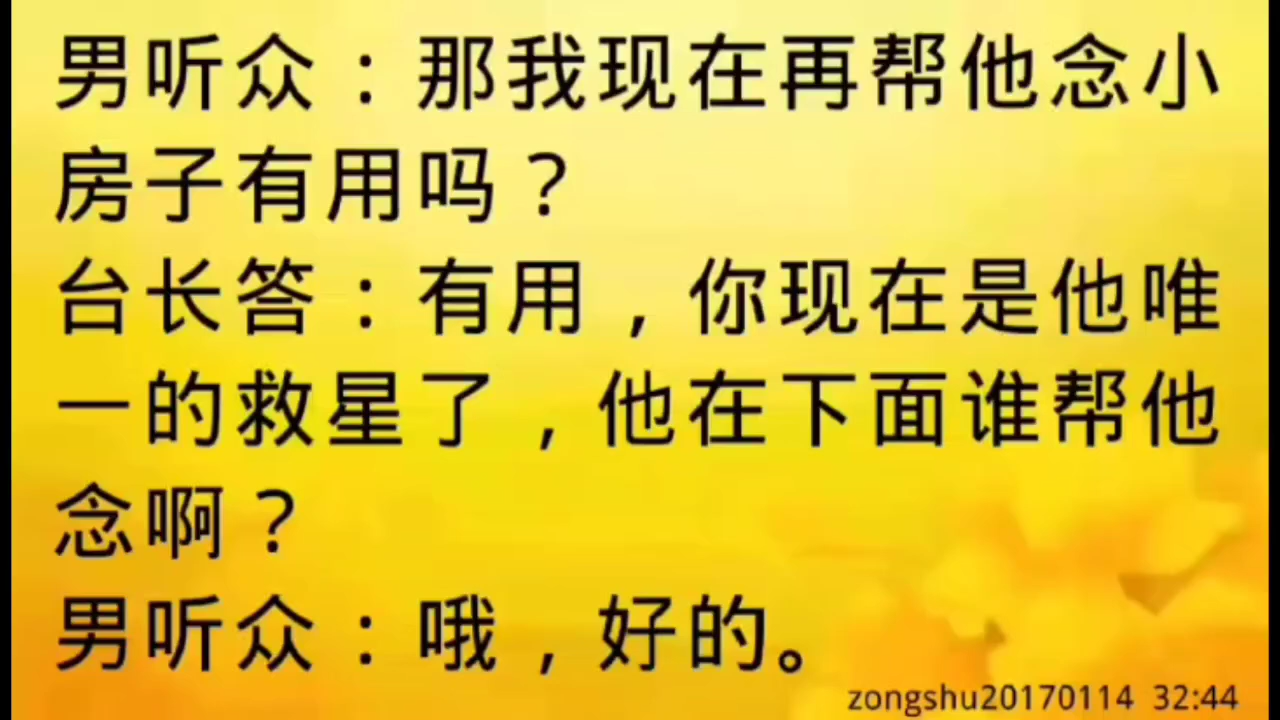 男听众：那我现在再帮他念小
房子有用吗？
台长答：有用，你现在是他唯
一的救星了，他在下面谁帮他
念啊？
男听众：哦，好的。
zongshu20170114 32:44